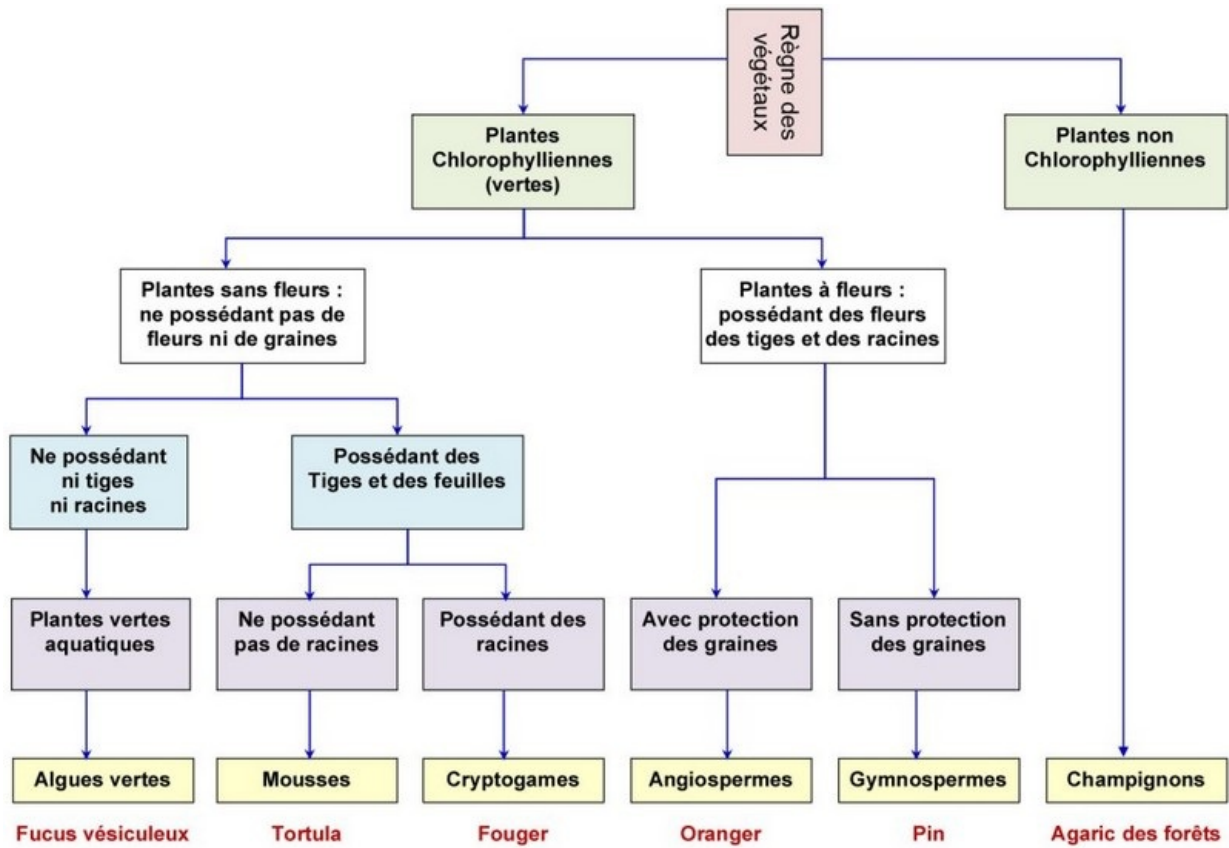 Règne des
végétaux
Plantes
Chlorophylliennes
(vertes)
Plantes non
Chlorophylliennes
Plantes sans fleurs :
ne possédant pas de
fleurs ni de graines
Plantes à fleurs :
possédant des fleurs
des tiges et des racines
Ne possédant
ni tiges
ni racines
Possédant des
Tiges et des feuilles
Plantes vertes
aquatiques
Ne possédant
pas de racines
Possédant des
racines
Avec protection
des graines
Sans protection
des graines
Algues vertes
Mousses
Cryptogames
Angiospermes
Gymnospermes
Champignons
Fucus vésiculeux
Tortula
Fouger
Oranger
Pin
Agaric des forêts